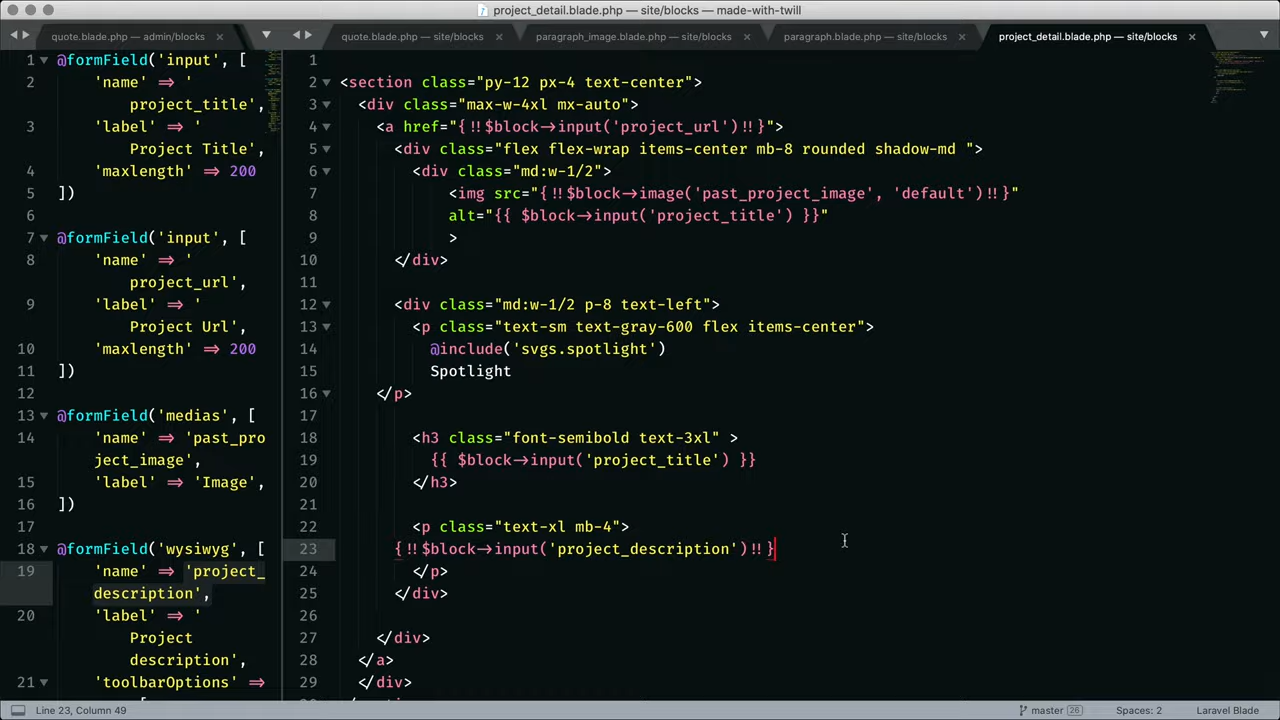 project_detail.blade.php — site/blocks — made-with-twill
quote.blade.php — admin/blocks ×
quote.blade.php — site/blocks ×
paragraph_image.blade.php — site/blocks ×
paragraph.blade.php — site/blocks ×
project_detail.blade.php — site/blocks ×
1 @formField('input', [
2 'name' =>
'
project_title',
3 'label' => '
Project Title',
4 'maxlength' => 200
5 ])
6
7 @formField('input', [
8 'name' => '
project_url',
9 'label' => '
Project Url',
10 'maxlength' => 200
11 ])
12
13 @formField('medias', [
14 'name' => 'past_pro
ject_image',
15 'label' => 'Image',
16 ])
17
18 @formField('wysiwyg', [
19 'name' => 'project_
description',
20 'label' => '
Project
description',
21 'toolbarOptions' =>
1
2 <section class="py-12 px-4 text-center">
3 <div class="max-w-4xl mx-auto">
4 <a href="{!!$block->input('project_url')!!}">
5 <div class="flex flex-wrap items-center mb-8 rounded shadow-md ">
6 <div class="md:w-1/2">
7 <img src="{!!$block->image('past_project_image', 'default')!!}"
8 alt="{{ $block->input('project_title') }}"
9 >
10 </div>
11
12 <div class="md:w-1/2 p-8 text-left">
13 <p class="text-sm text-gray-600 flex items-center">
14 @include('svgs.spotlight')
15 Spotlight
16 </p>
17
18 <h3 class="font-semibold text-3xl" >
19 {{ $block->input('project_title') }}
20 </h3>
21
22 <p class="text-xl mb-4">
23 {!!$block->input('project_description')!!}
24 </p>
25 </div>
26
27 </div>
28 </a>
29 </div>
Line 23, Column 49
master 26
Spaces: 2
Laravel Blade